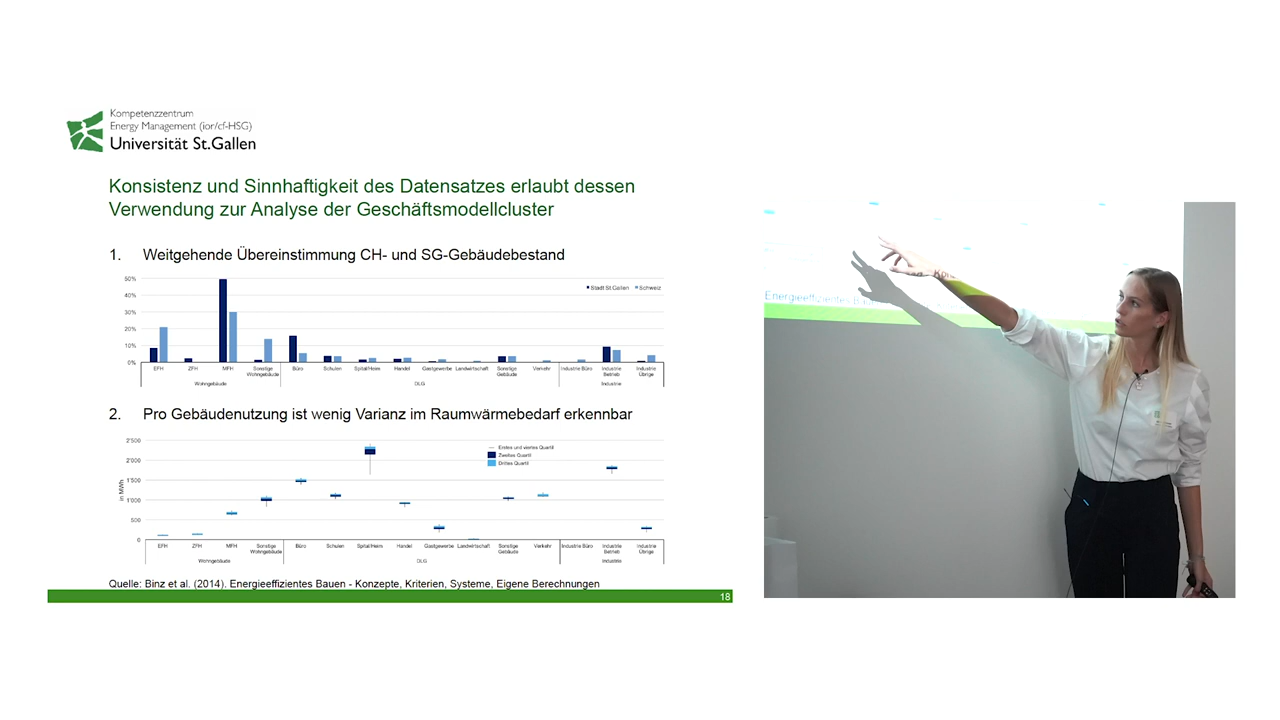 Kompetenzzentrum
Energy Management (ior/cf-HSG)
Universität St.Gallen
Konsistenz und Sinnhaftigkeit des Datensatzes erlaubt dessen
Verwendung zur Analyse der Geschäftsmodellcluster
1. Weitgehende Übereinstimmung CH- und SG-Gebäudebestand
50%
40%
30%
20%
10%
0%
Stadt St.Gallen Schweiz
EFH ZFH MFH Sonstige Wohngebäude Büro Schulen Spital/Heim Handel Gastgewerbe Landwirtschaft Sonstige Gebäude Verkehr Industrie Büro Industrie Betrieb Industrie Übrige
Wohngebäude DLG Industrie
2. Pro Gebäudenutzung ist wenig Varianz im Raumwärmebedarf erkennbar
in MWh
2'500
2'000
1'500
1'000
500
0
Erstes und viertes Quartil
Zweites Quartil
Drittes Quartil
EFH ZFH MFH Sonstige Wohngebäude Büro Schulen Spital/Heim Handel Gastgewerbe Landwirtschaft Sonstige Gebäude Verkehr Industrie Büro Industrie Betrieb Industrie Übrige
Wohngebäude DLG Industrie
Quelle: Binz et al. (2014). Energieeffizientes Bauen - Konzepte, Kriterien, Systeme, Eigene Berechnungen
18
Energieeffizientes